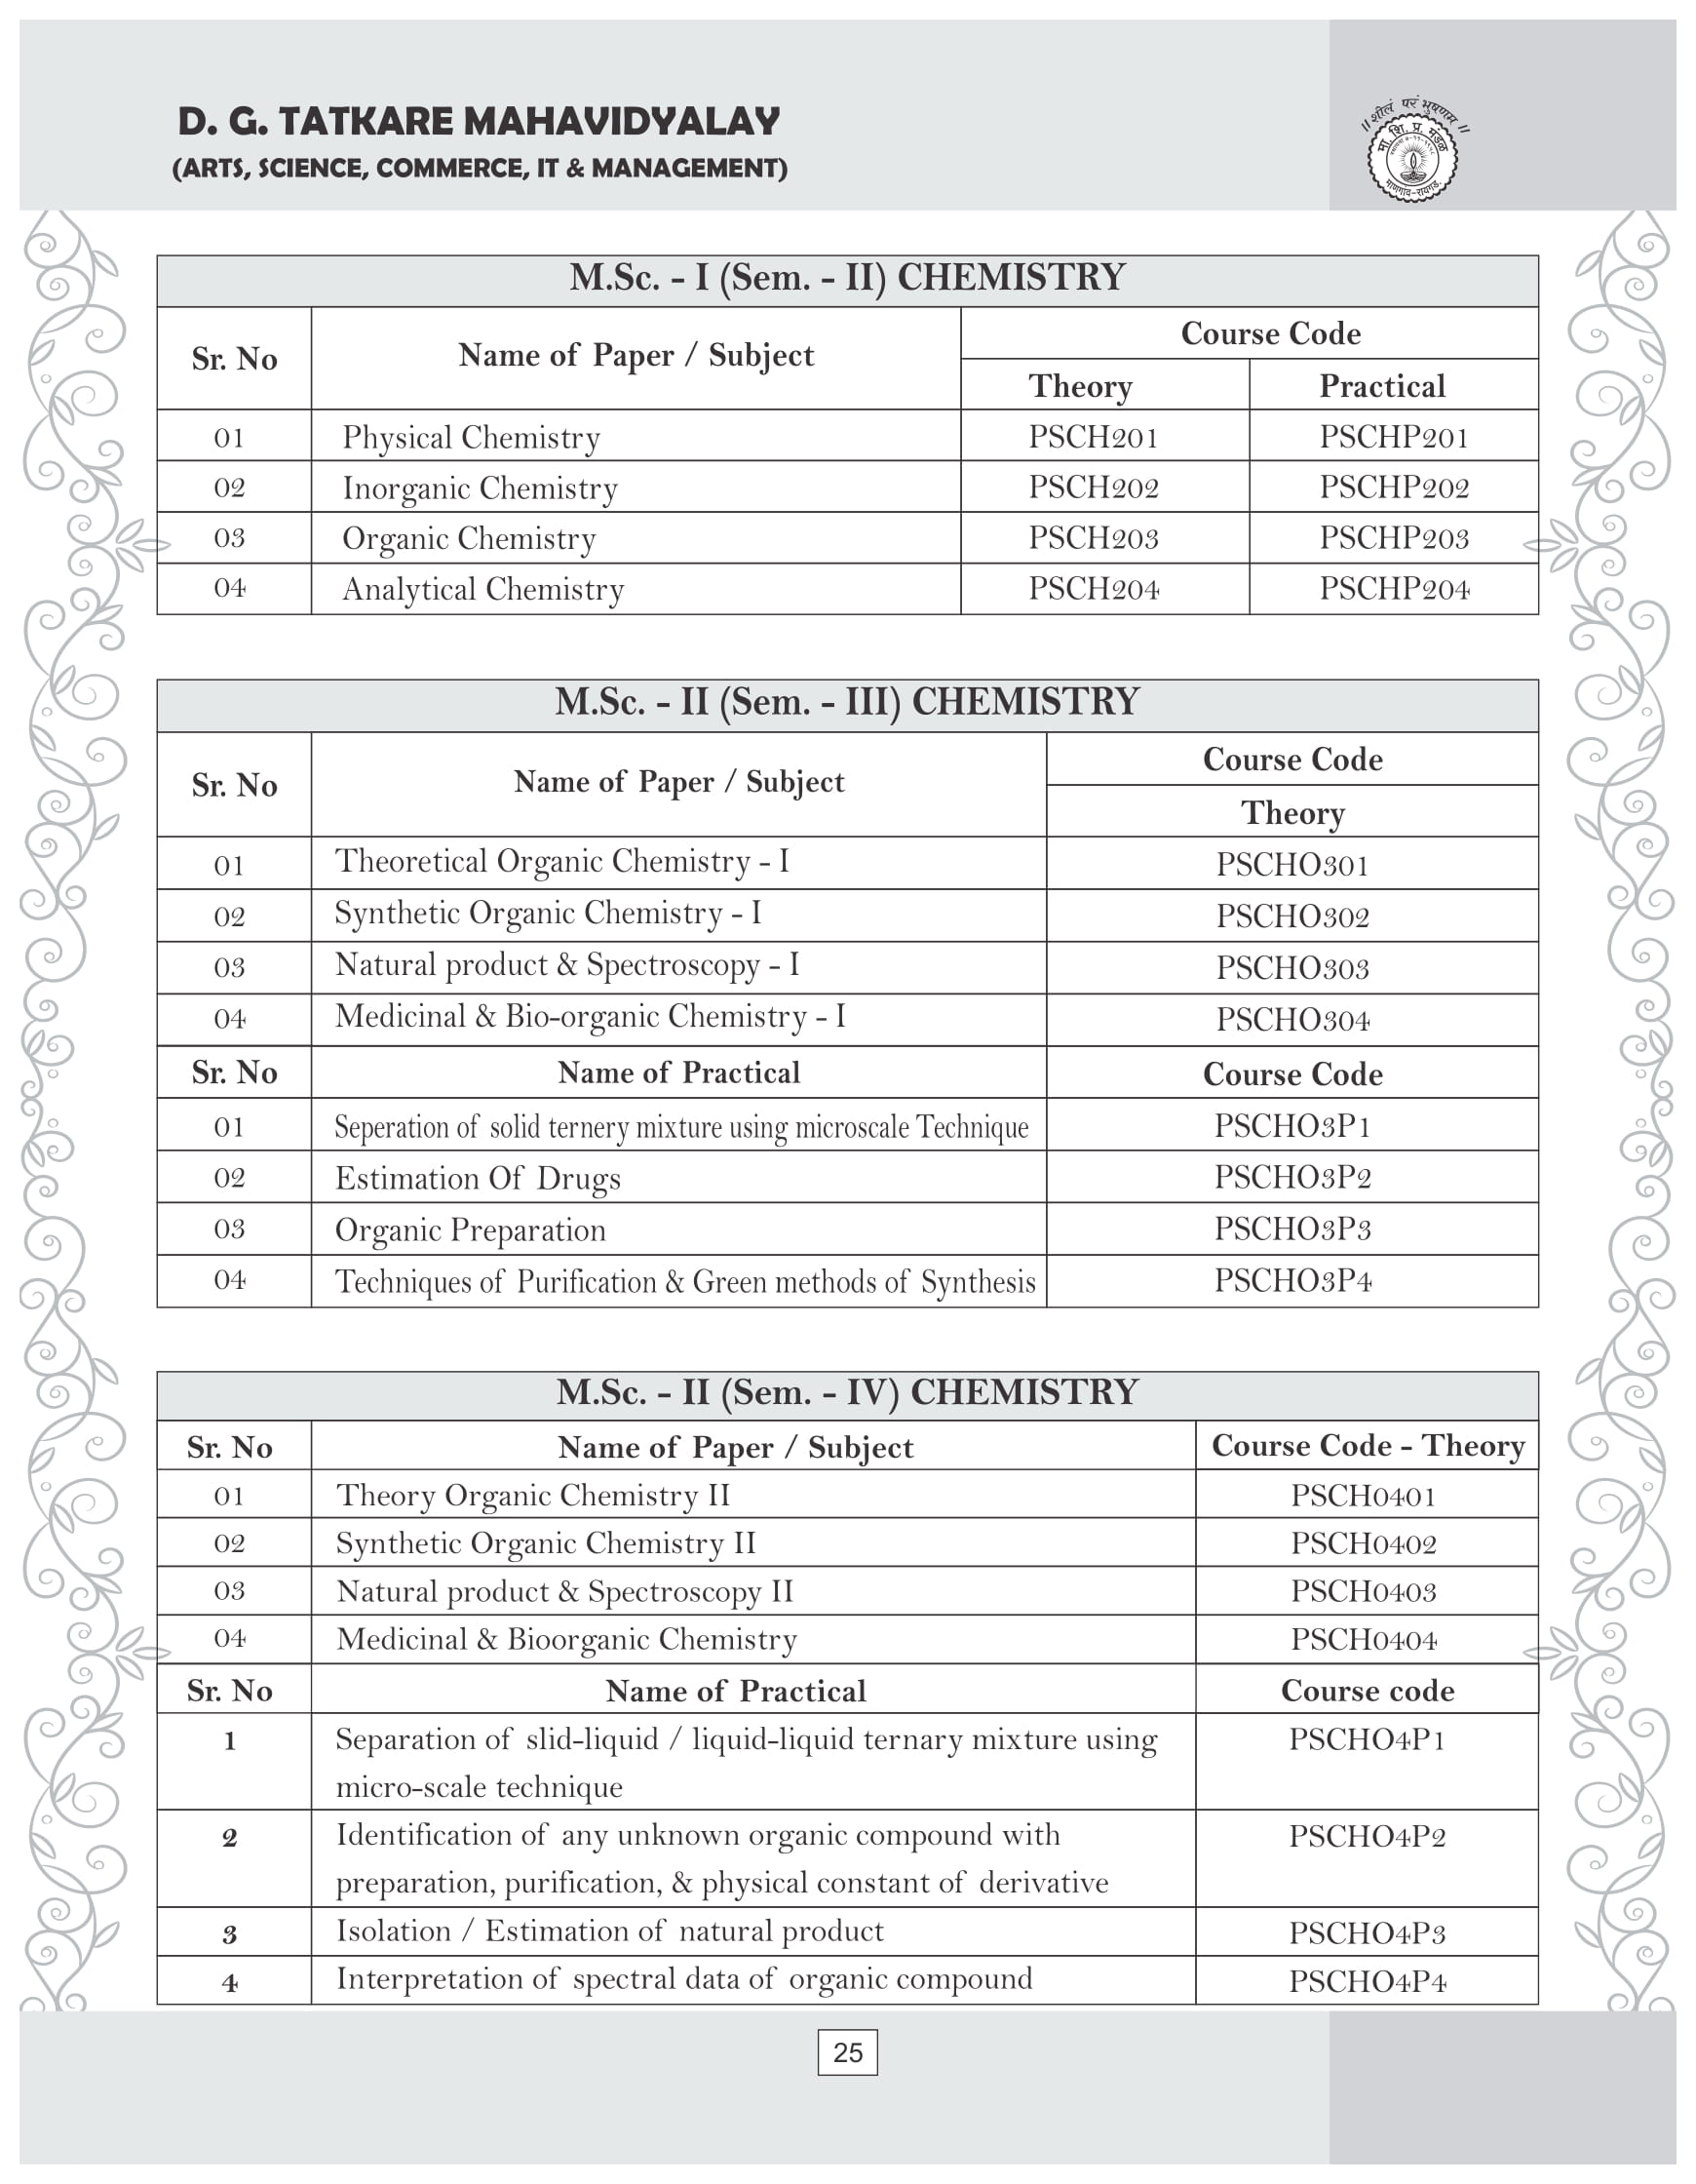 D. G. TATKARE MAHAVIDYALAY
(ARTS, SCIENCE, COMMERCE, IT & MANAGEMENT)
॥ शीलं परं भुषणम ॥
मा. शि. प्र. मंडळ
माणगाव-रायगड.
M.Sc. - I (Sem. - II) CHEMISTRY
Sr. No Name of Paper / Subject Course Code
Theory Practical
01 Physical Chemistry PSCH201 PSCHP201
02 Inorganic Chemistry PSCH202 PSCHP202
03 Organic Chemistry PSCH203 PSCHP203
04 Analytical Chemistry PSCH204 PSCHP204
M.Sc. - II (Sem. - III) CHEMISTRY
Sr. No Name of Paper / Subject Course Code
Theory
01 Theoretical Organic Chemistry - I PSCHO301
02 Synthetic Organic Chemistry - I PSCHO302
03 Natural product & Spectroscopy - I PSCHO303
04 Medicinal & Bio-organic Chemistry - I PSCHO304
Sr. No Name of Practical Course Code
01 Seperation of solid ternery mixture using microscale Technique PSCHO3P1
02 Estimation Of Drugs PSCHO3P2
03 Organic Preparation PSCHO3P3
04 Techniques of Purification & Green methods of Synthesis PSCHO3P4
M.Sc. - II (Sem. - IV) CHEMISTRY
Sr. No Name of Paper / Subject Course Code - Theory
01 Theory Organic Chemistry II PSCH0401
02 Synthetic Organic Chemistry II PSCH0402
03 Natural product & Spectroscopy II PSCH0403
04 Medicinal & Bioorganic Chemistry PSCH0404
Sr. No Name of Practical Course code
1 Separation of slid-liquid / liquid-liquid ternary mixture using PSCHO4P1
micro-scale technique
2 Identification of any unknown organic compound with PSCHO4P2
preparation, purification, & physical constant of derivative
3 Isolation / Estimation of natural product PSCHO4P3
4 Interpretation of spectral data of organic compound PSCHO4P4
25